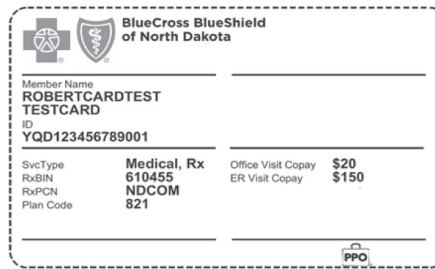 BlueCross BlueShield
of North Dakota
Member Name
ROBERTCARDTEST
TESTCARD
ID
YQD123456789001
SvcType Medical, Rx
RxBIN 610455
RxPCN NDCOM
Plan Code 821
Office Visit Copay $20
ER Visit Copay $150
PPO